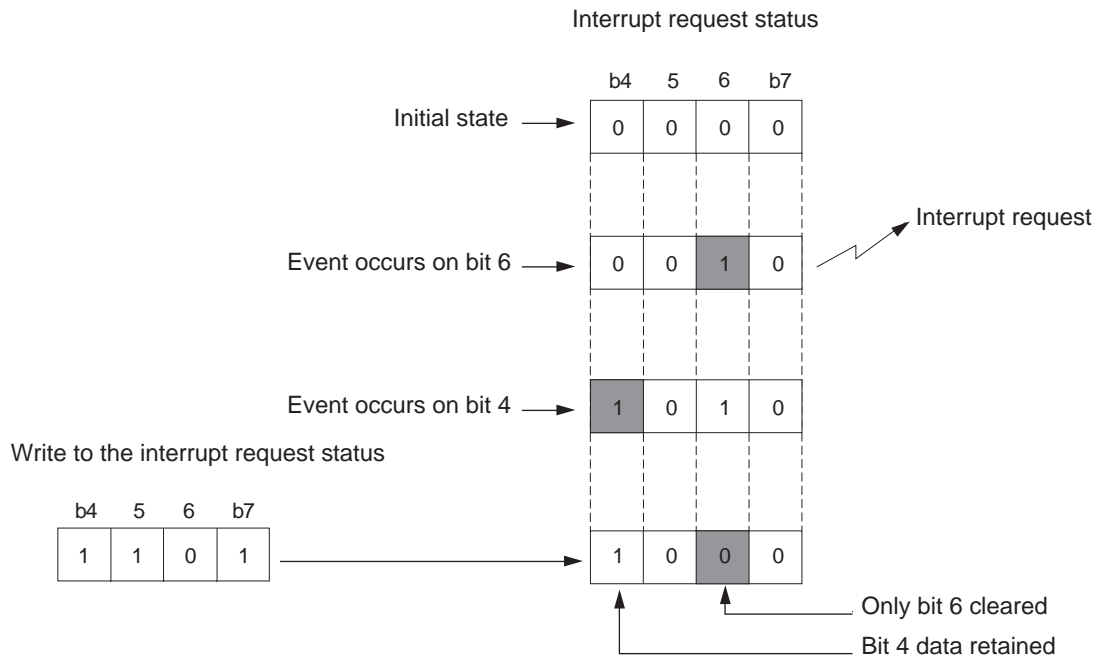 Interrupt request status
b4 5 6 b7
Initial state 0 0 0 0
Interrupt request
Event occurs on bit 6 0 0 1 0
Event occurs on bit 4 1 0 1 0
Write to the interrupt request status
b4 5 6 b7
1 1 0 1 1 0 0 0
Only bit 6 cleared
Bit 4 data retained